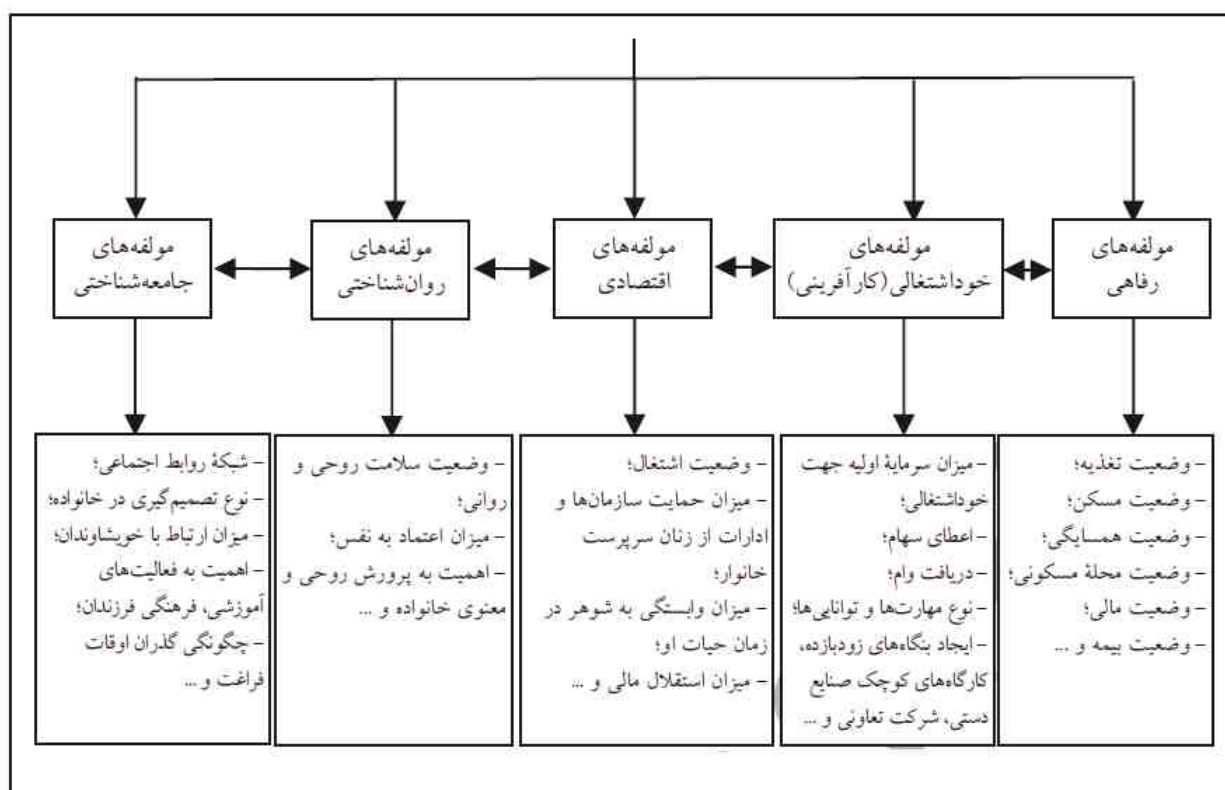 مولفه‌های
رفاهی
مولفه‌های
خوداشتغالی(کارآفرینی)
مولفه‌های
اقتصادی
مولفه‌های
روان‌شناختی
مولفه‌های
جامعه‌شناختی
– وضعیت تغذیه؛
– وضعیت مسکن؛
– وضعیت همسایگی؛
– وضعیت محلهٔ مسکونی؛
– وضعیت مالی؛
– وضعیت بیمه و ...
– میزان سرمایهٔ اولیه جهت
خوداشتغالی؛
– اعطای سهام؛
– دریافت وام؛
– نوع مهارت‌ها و توانایی‌ها؛
– ایجاد بنگاه‌های زودبازده،
کارگاه‌های کوچک صنایع
دستی، شرکت تعاونی و ...
– وضعیت اشتغال؛
– میزان حمایت سازمان‌ها و
ادارات از زنان سرپرست
خانوار؛
– میزان وابستگی به شوهر در
زمان حیات او؛
– میزان استقلال مالی و ...
– وضعیت سلامت روحی و
روانی؛
– میزان اعتماد به نفس؛
– اهمیت به پرورش روحی و
معنوی خانواده و ...
– شبکهٔ روابط اجتماعی؛
– نوع تصمیم‌گیری در خانواده؛
– میزان ارتباط با خویشاوندان؛
– اهمیت به فعالیت‌های
آموزشی، فرهنگی فرزندان؛
– چگونگی گذران اوقات
فراغت و ...